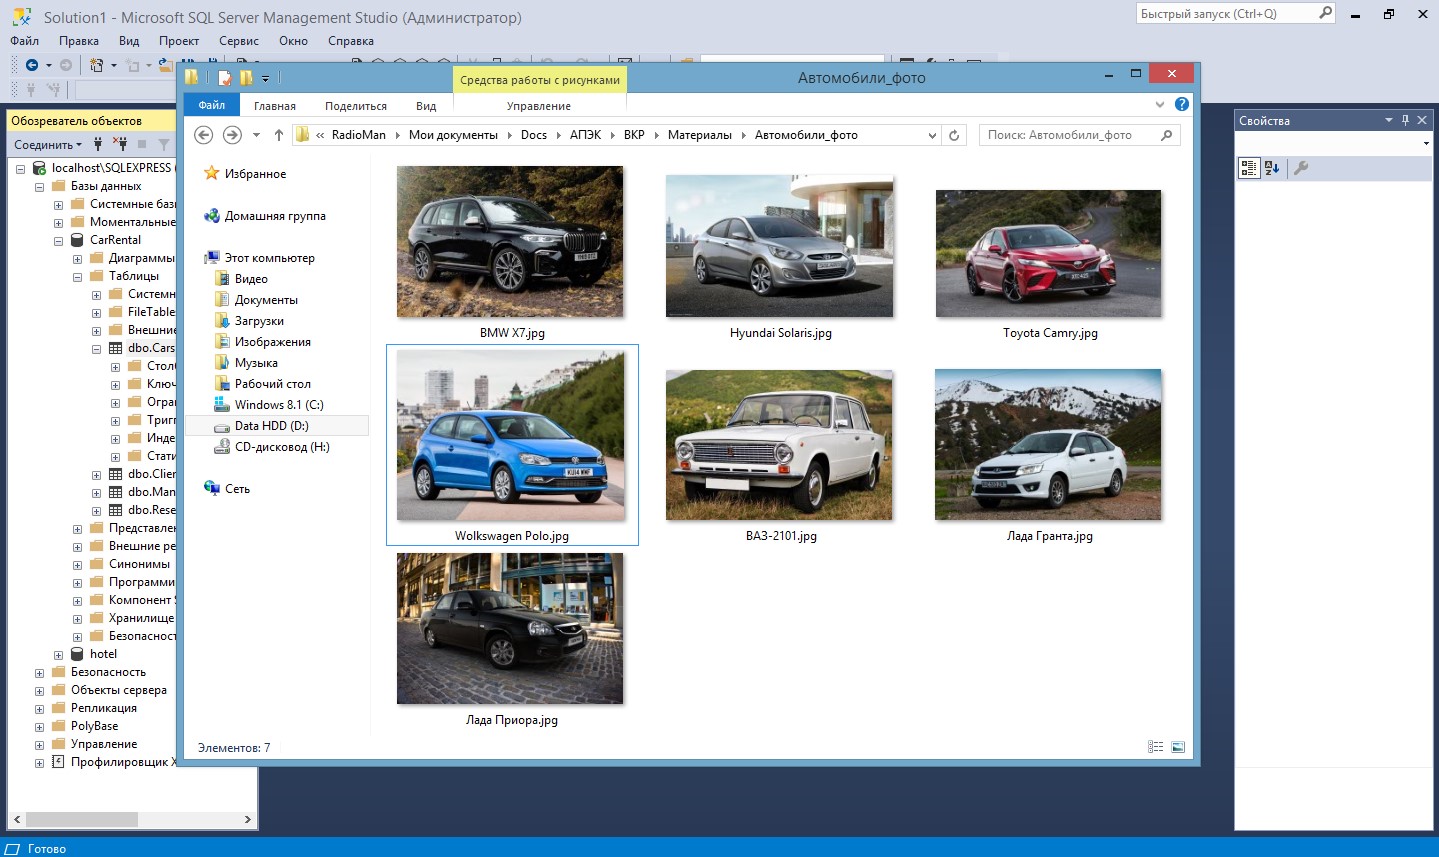 Solution1 - Microsoft SQL Server Management Studio (Администратор)
Быстрый запуск (Ctrl+Q)
Файл Правка Вид Проект Сервис Окно Справка
Средства работы с рисунками
Автомобили_фото
Файл Главная Поделиться Вид Управление
« RadioMan Мои документы Docs АПЭК ВКР Материалы Автомобили_фото
Поиск: Автомобили_фото
Обозреватель объектов
Соединить
localhost\SQLEXPRESS (
Базы данных
Системные баз
Моментальные
CarRental
Диаграммы
Таблицы
Системн
FileTable
Внешние
dbo.Cars
Стол
Ключ
Огра
Триг
Инде
Стати
dbo.Clien
dbo.Man
dbo.Rese
Представлен
Внешние ре
Синонимы
Программи
Компонент S
Хранилище
Безопасност
hotel
Безопасность
Объекты сервера
Репликация
PolyBase
Управление
Профилировщик X
Избранное
Домашняя группа
Этот компьютер
Видео
Документы
Загрузки
Изображения
Музыка
Рабочий стол
Windows 8.1 (C:)
Data HDD (D:)
CD-дисковод (H:)
Сеть
BMW X7.jpg
Hyundai Solaris.jpg
Toyota Camry.jpg
Wolkswagen Polo.jpg
ВАЗ-2101.jpg
Лада Гранта.jpg
Лада Приора.jpg
Элементов: 7
Свойства
Готово